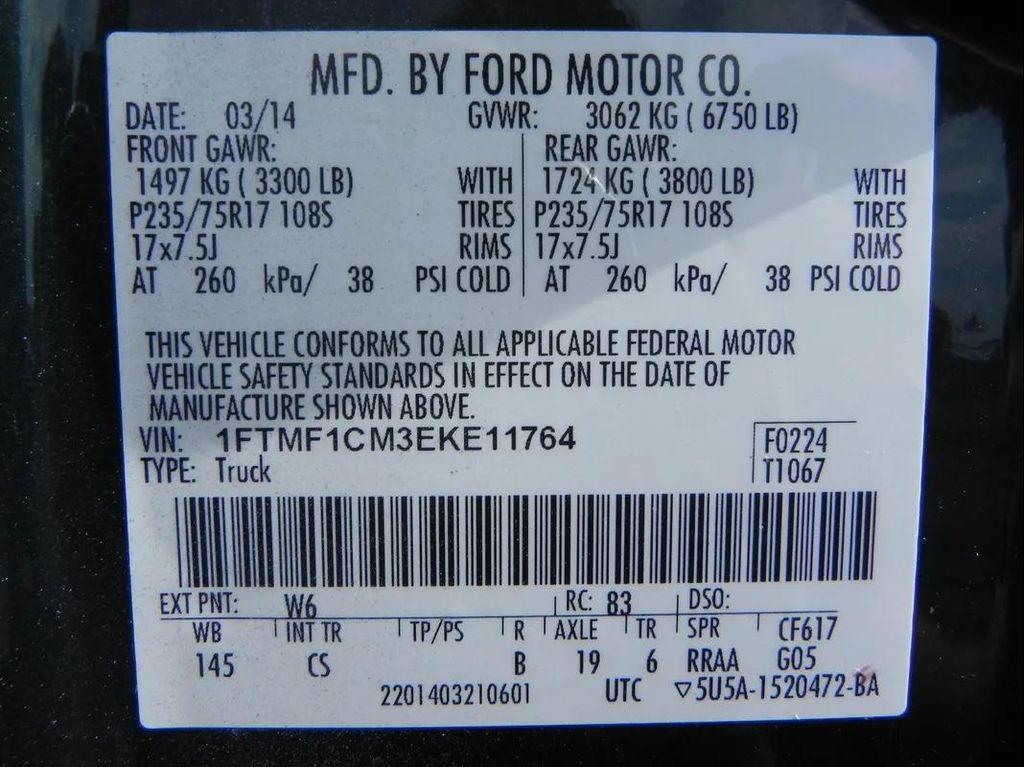 MFD. BY FORD MOTOR CO.
DATE: 03/14 GVWR: 3062 KG ( 6750 LB)
FRONT GAWR: REAR GAWR:
1497 KG ( 3300 LB) WITH 1724 KG ( 3800 LB) WITH
P235/75R17 108S TIRES P235/75R17 108S TIRES
17x7.5J RIMS 17x7.5J RIMS
AT 260 kPa/ 38 PSI COLD AT 260 kPa/ 38 PSI COLD
THIS VEHICLE CONFORMS TO ALL APPLICABLE FEDERAL MOTOR
VEHICLE SAFETY STANDARDS IN EFFECT ON THE DATE OF
MANUFACTURE SHOWN ABOVE.
VIN: 1FTMF1CM3EKE11764 F0224
TYPE: Truck T1067
EXT PNT: W6 RC: 83 DSO:
WB INT TR TP/PS R AXLE TR SPR CF617
145 CS B 19 6 RRAA G05
2201403210601 UTC ▽5U5A-1520472-BA